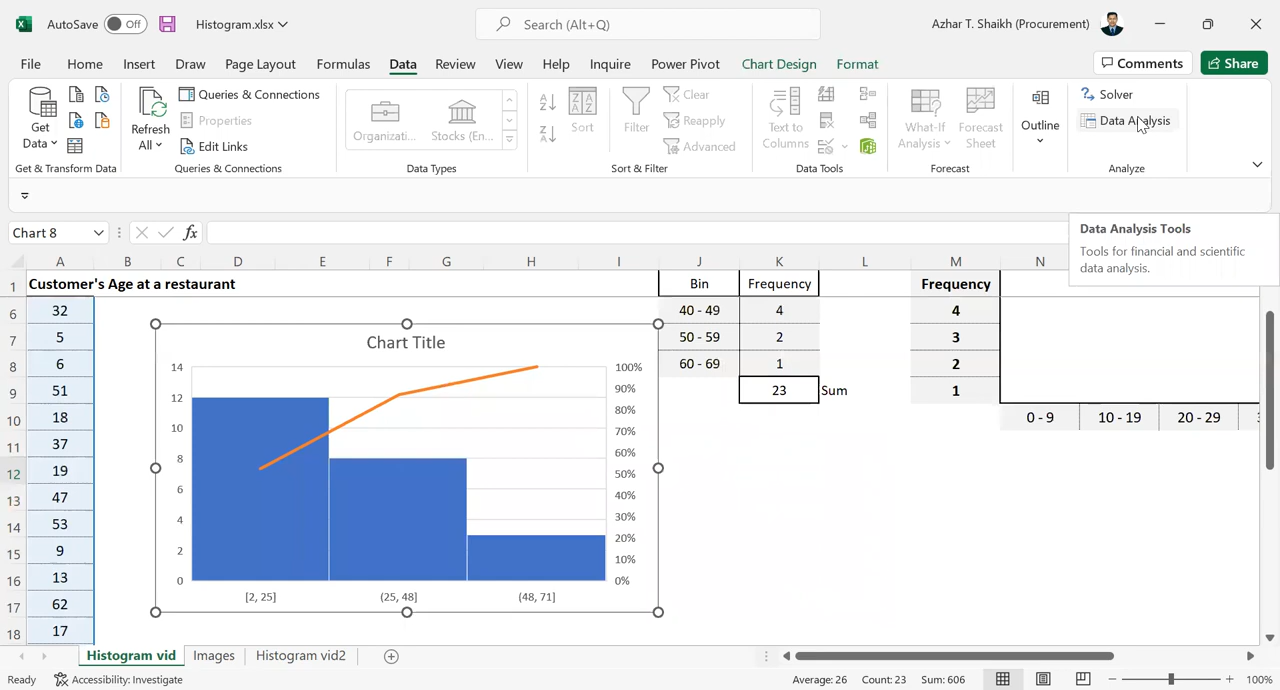 AutoSave Off Histogram.xlsx Search (Alt+Q) Azhar T. Shaikh (Procurement)
File Home Insert Draw Page Layout Formulas Data Review View Help Inquire Power Pivot Chart Design Format Comments Share
Get Data
Get & Transform Data
Refresh All
Queries & Connections
Properties
Edit Links
Queries & Connections
Organizati... Stocks (En...
Data Types
Sort
Filter
Clear
Reapply
Advanced
Sort & Filter
Text to Columns
Data Tools
What-If Analysis
Forecast Sheet
Forecast
Outline
Solver
Data Analysis
Analyze
Data Analysis Tools
Tools for financial and scientific
data analysis.
Chart 8 fx
A B C D E F G H I J K L M N
1 Customer's Age at a restaurant Bin Frequency Frequency
6 32 40 - 49 4 4
7 5 50 - 59 2 3
8 6 60 - 69 1 2
9 51 23 Sum 1
10 18 0 - 9 10 - 19 20 - 29
11 37
12 19
13 47
14 53
15 9
16 13
17 62
18 17
Chart Title
14 100%
90%
12
80%
10 70%
60%
8
50%
6
40%
4 30%
20%
2
10%
0 0%
[2, 25] (25, 48] (48, 71]
Histogram vid Images Histogram vid2
Ready Accessibility: Investigate Average: 26 Count: 23 Sum: 606 100%